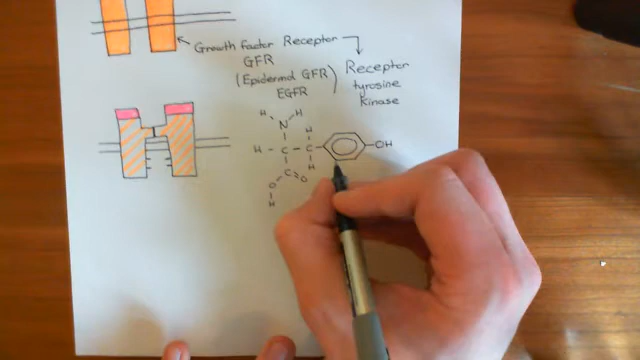 Growth factor Receptor
GFR
(Epidermal GFR)
EGFR
Receptor
tyrosine
Kinase
H H
N
H
H - C - C - OH
H
C
O O
H